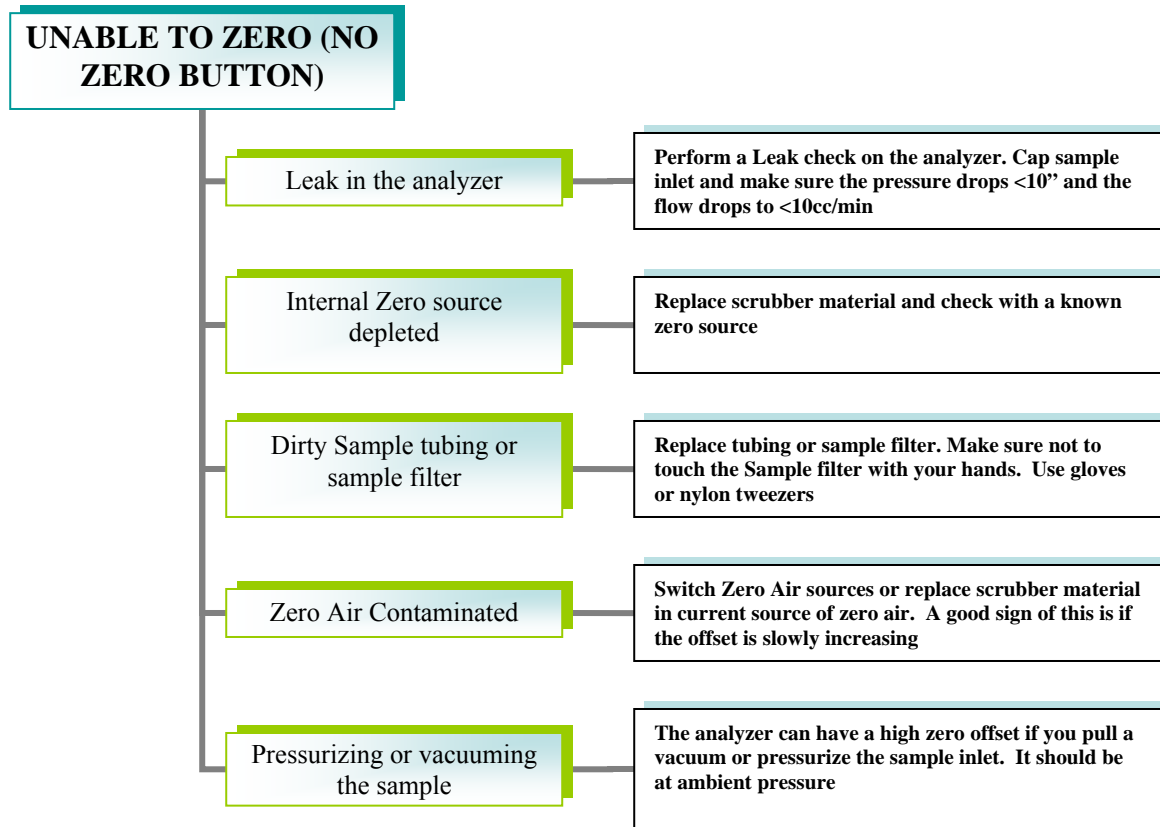 UNABLE TO ZERO (NO
ZERO BUTTON)
Leak in the analyzer
Perform a Leak check on the analyzer. Cap sample
inlet and make sure the pressure drops <10” and the
flow drops to <10cc/min
Internal Zero source
depleted
Replace scrubber material and check with a known
zero source
Dirty Sample tubing or
sample filter
Replace tubing or sample filter. Make sure not to
touch the Sample filter with your hands.  Use gloves
or nylon tweezers
Zero Air Contaminated
Switch Zero Air sources or replace scrubber material
in current source of zero air.  A good sign of this is if
the offset is slowly increasing
Pressurizing or vacuuming
the sample
The analyzer can have a high zero offset if you pull a
vacuum or pressurize the sample inlet.  It should be
at ambient pressure